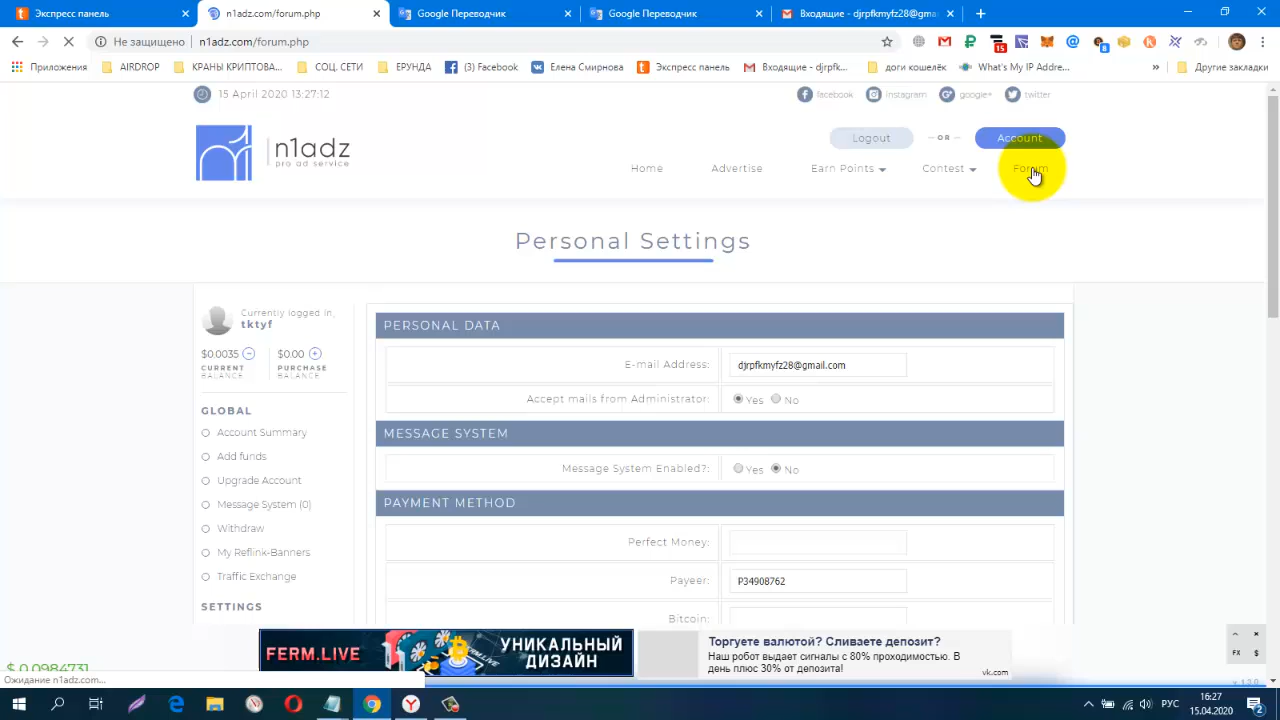 Экспресс панель
n1adz.com/forum.php
Google Переводчик
Google Переводчик
Входящие - djrpfkmyfz28@gma
Не защищено | n1adz.com/forum.php
15
8
Приложения
AIRDROP
КРАНЫ КРИПТОВА...
СОЦ. СЕТИ
ЕРУНДА
(3) Facebook
Елена Смирнова
Экспресс панель
Входящие - djrpfk...
доги кошелёк
What's My IP Addre...
»
Другие закладки
15 April 2020 13:27:12
facebook
instagram
google+
twitter
n1adz
pro ad service
Logout
— OR —
Account
Home
Advertise
Earn Points
Contest
Forum
Personal Settings
Currently logged in,
tktyf
$0.0035
$0.00
CURRENT BALANCE
PURCHASE BALANCE
GLOBAL
Account Summary
Add funds
Upgrade Account
Message System (0)
Withdraw
My Reflink-Banners
Traffic Exchange
SETTINGS
PERSONAL DATA
E-mail Address:
djrpfkmyfz28@gmail.com
Accept mails from Administrator:
Yes No
MESSAGE SYSTEM
Message System Enabled?:
Yes No
PAYMENT METHOD
Perfect Money:
Payeer:
P34908762
Bitcoin:
FERM.LIVE
УНИКАЛЬНЫЙ ДИЗАЙН
Торгуете валютой? Сливаете депозит?
Наш робот выдает сигналы с 80% проходимостью. В
день плюс 30% от депозита!
vk.com
FX $
$ 0.0984731
Ожидание n1adz.com...
РУС
16:27
15.04.2020
2